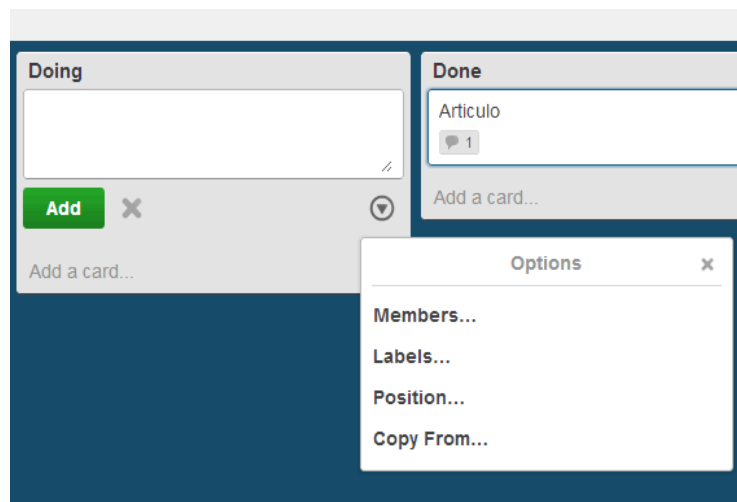 Doing
Add
Add a card...
Done
Articulo
1
Add a card...
Options
Members...
Labels...
Position...
Copy From...